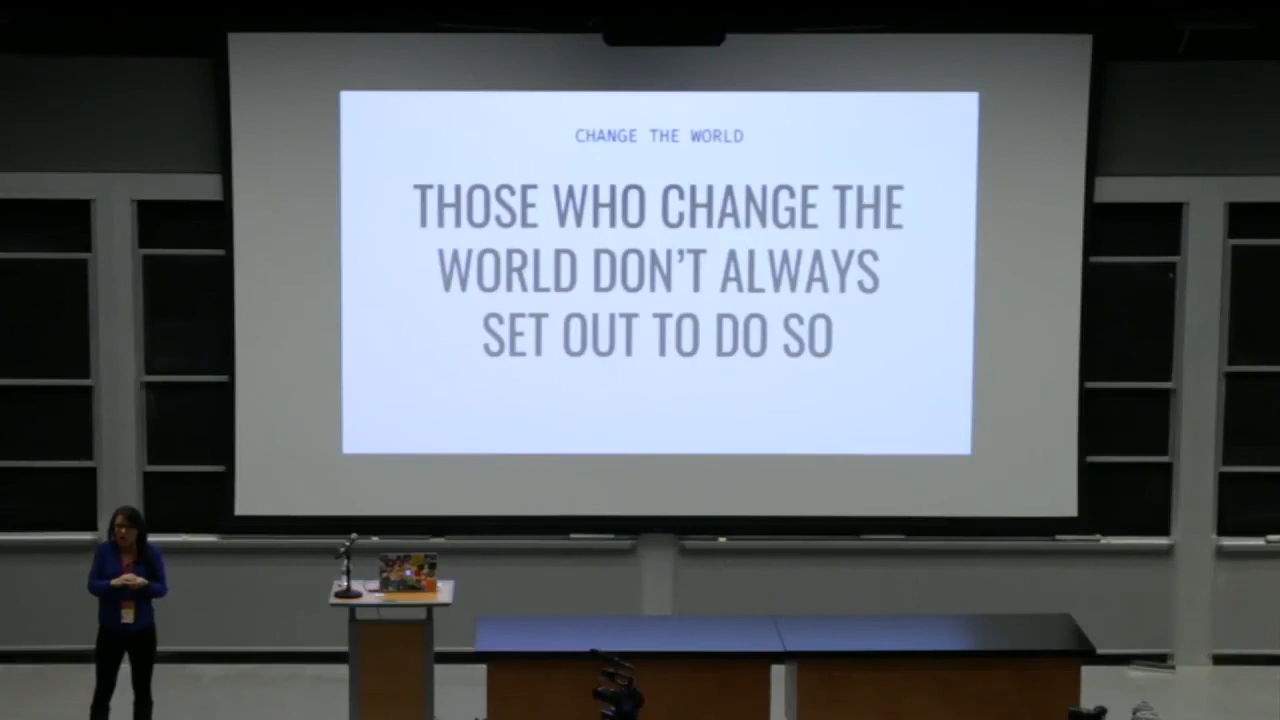 CHANGE THE WORLD
THOSE WHO CHANGE THE
WORLD DON'T ALWAYS
SET OUT TO DO SO